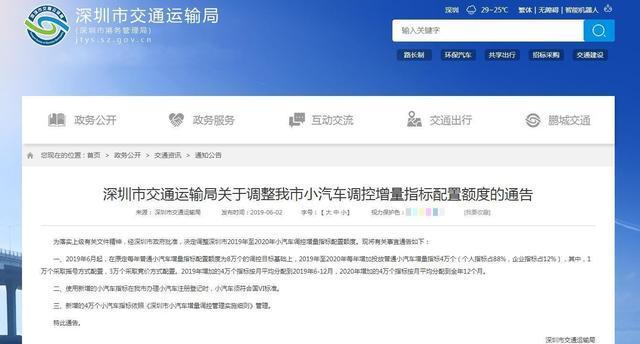 深圳市交通运输局
(深圳市港务管理局)
jtys.sz.gov.cn
深圳 29~25℃ 繁体 | 无障碍 | 智能机器人
输入关键字
路长制 环保汽车 共享出行 招标采购 交通建设
政务公开 政务服务 互动交流 交通出行 鹏城交通
您现在的位置：首页 > 政务公开 > 交通资讯 > 通知公告
深圳市交通运输局关于调整我市小汽车调控增量指标配置额度的通告
来源： 深圳市交通运输局 发布时间：2019-06-02 字号：【 大 中 小】 视力保护色： [我要收藏]
为落实上级有关文件精神，经深圳市政府批准，决定调整深圳市2019年至2020年小汽车调控增量指标配置额度。现将有关事宜通告如下：
一、2019年6月起，在原定每年普通小汽车增量指标配置额度为8万个的调控目标基础上，2019年至2020年每年增加投放普通小汽车增量指标4万个（个人指标占88%，企业指标占12%），其中，1
万个采取摇号方式配置，3万个采取竞价方式配置。2019年增加的4万个指标按月平均分配到2019年6-12月，2020年增加的4万个指标按月平均分配到全年12个月。
二、使用新增的小汽车指标在我市办理小汽车注册登记时，小汽车须符合国VI标准。
三、新增的4万个小汽车指标依照《深圳市小汽车增量调控管理实施细则》管理。
特此通告。
深圳市交通运输局